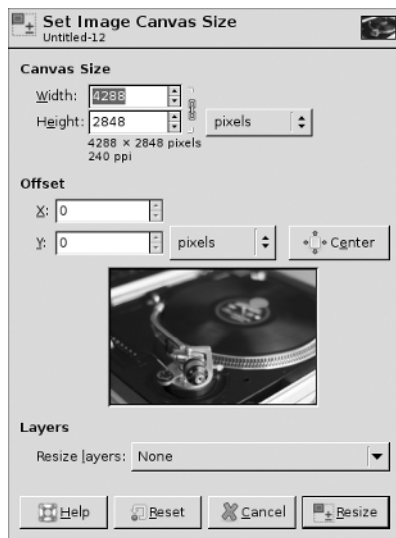 Set Image Canvas Size
Untitled-12
Canvas Size
Width: 4288
Height: 2848 pixels
4288 × 2848 pixels
240 ppi
Offset
X: 0
Y: 0 pixels Center
Layers
Resize layers: None
Help Reset Cancel Resize